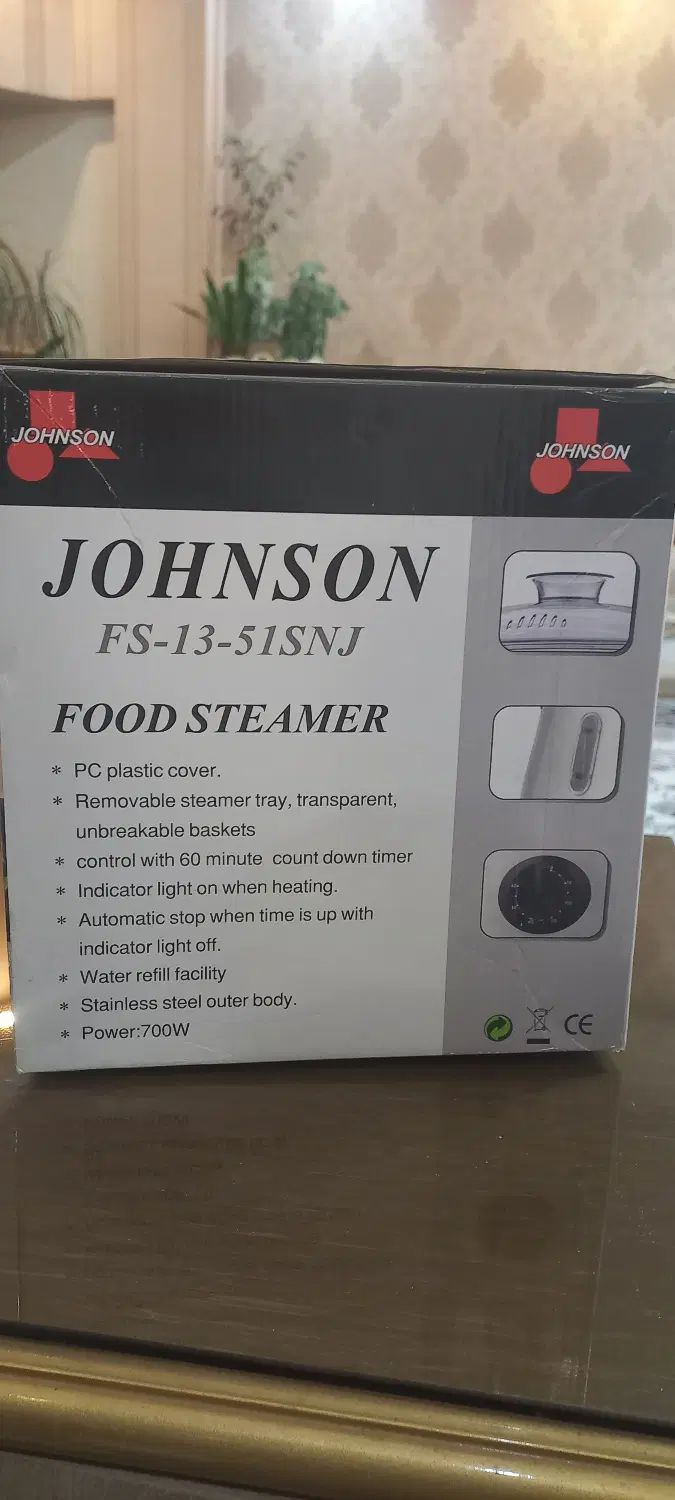 JOHNSON
JOHNSON
JOHNSON
FS-13-51SNJ
FOOD STEAMER
* PC plastic cover.
* Removable steamer tray, transparent,
unbreakable baskets
* control with 60 minute count down timer
* Indicator light on when heating.
* Automatic stop when time is up with
indicator light off.
* Water refill facility
* Stainless steel outer body.
* Power:700W
CE